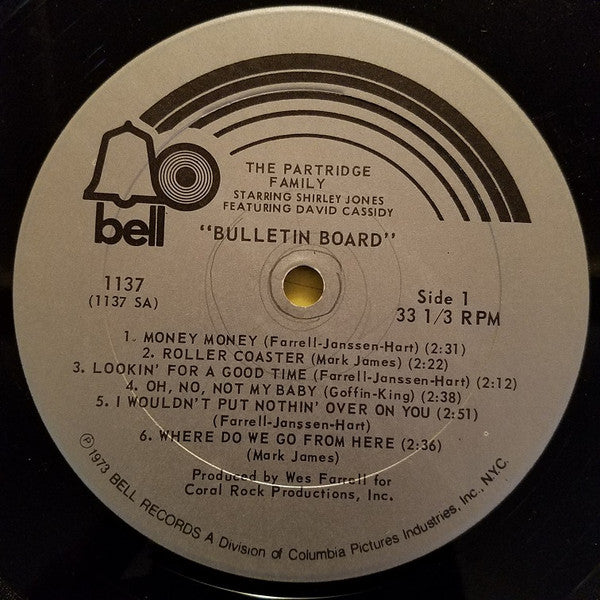 bell
THE PARTRIDGE
FAMILY
STARRING SHIRLEY JONES
FEATURING DAVID CASSIDY
"BULLETIN BOARD"
1137
(1137 SA)
Side 1
33 1/3 RPM
1. MONEY MONEY (Farrell-Janssen-Hart) (2:31)
2. ROLLER COASTER (Mark James) (2:22)
3. LOOKIN' FOR A GOOD TIME (Farrell-Janssen-Hart) (2:12)
4. OH, NO, NOT MY BABY (Goffin-King) (2:38)
5. I WOULDN'T PUT NOTHIN' OVER ON YOU (2:51)
(Farrell-Janssen-Hart)
6. WHERE DO WE GO FROM HERE (2:36)
(Mark James)
Produced by Wes Farrell for
Coral Rock Productions, Inc.
℗1973 BELL RECORDS A Division of Columbia Pictures Industries, Inc., N.Y.C.